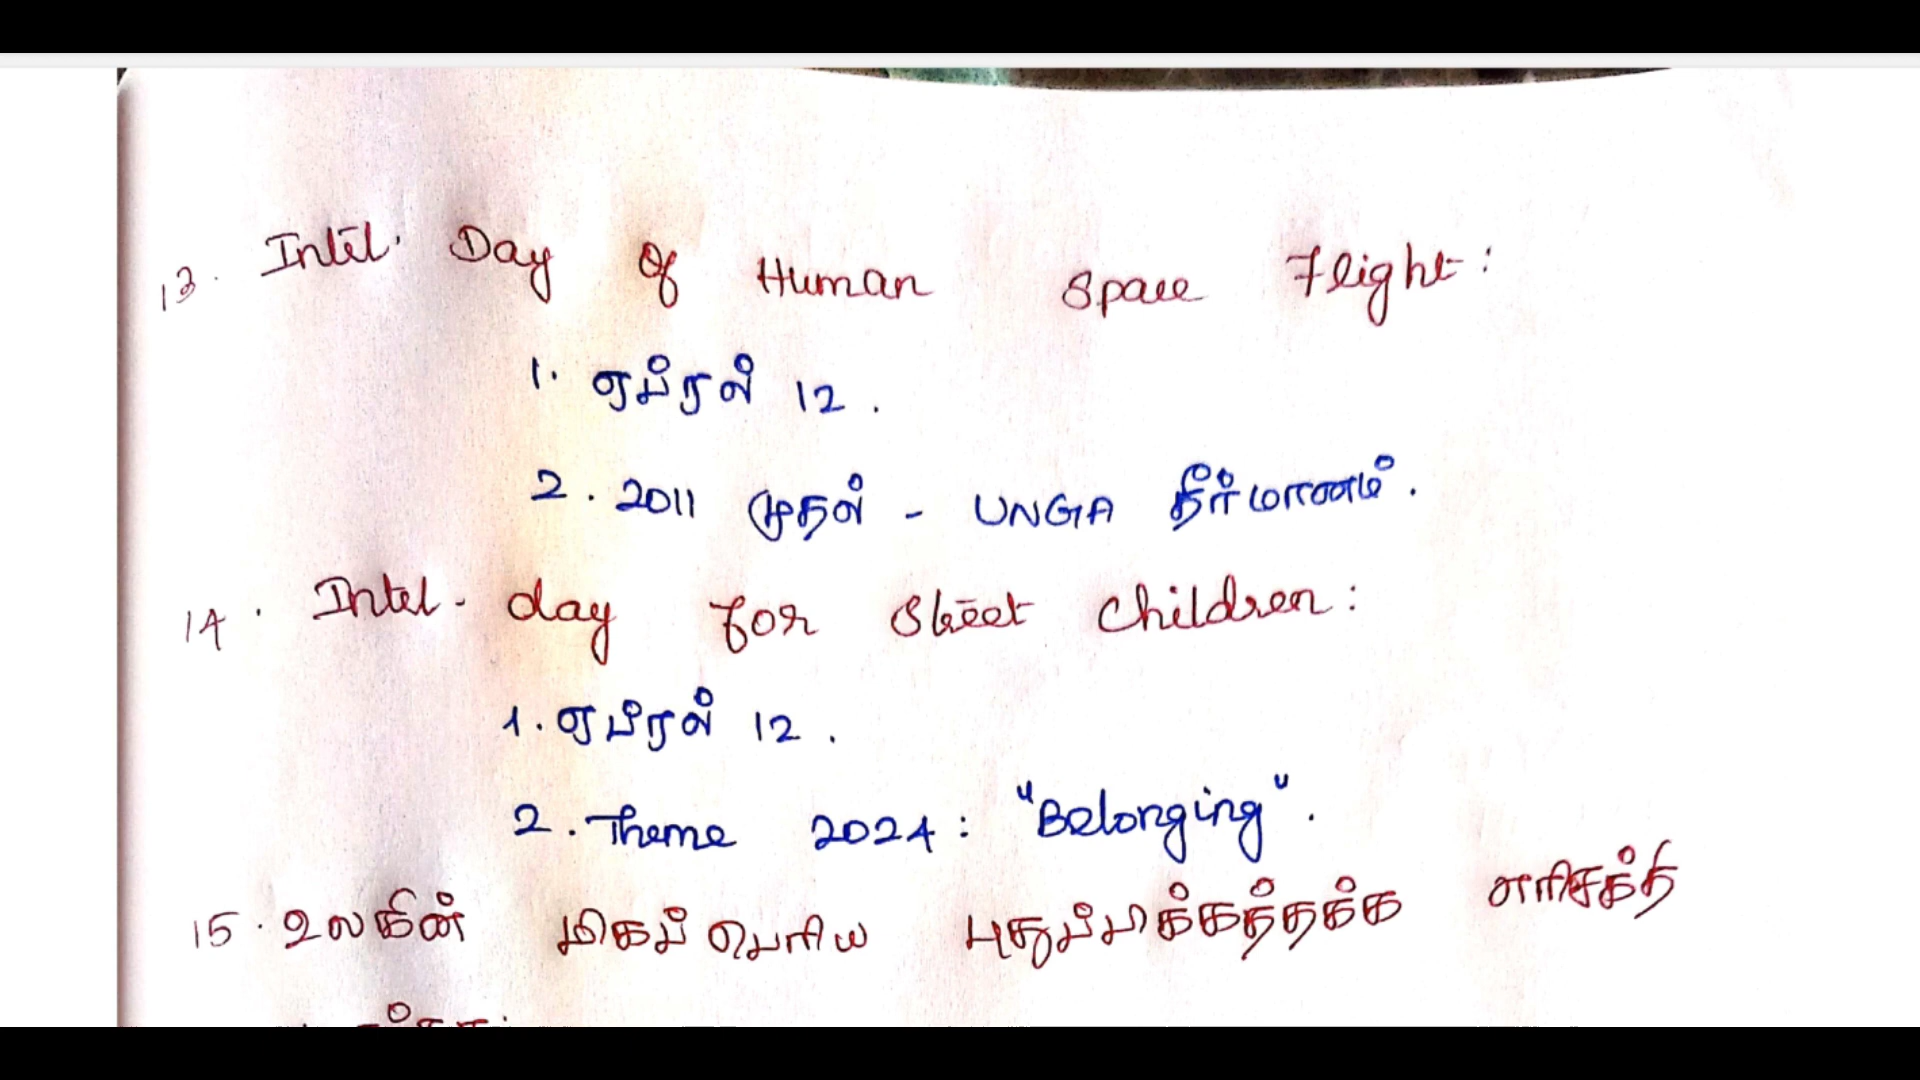 13. Intl. Day of Human Space Flight:
1. ஏப்ரல் 12.
2. 2011 முதல் - UNGA தீர்மானம்.
14. Intel. day for Street Children:
1. ஏப்ரல் 12.
2. Theme 2024: "Belonging".
15. உலகின் மிகப் பெரிய புதுப்பிக்கத்தக்க எரிசக்தி